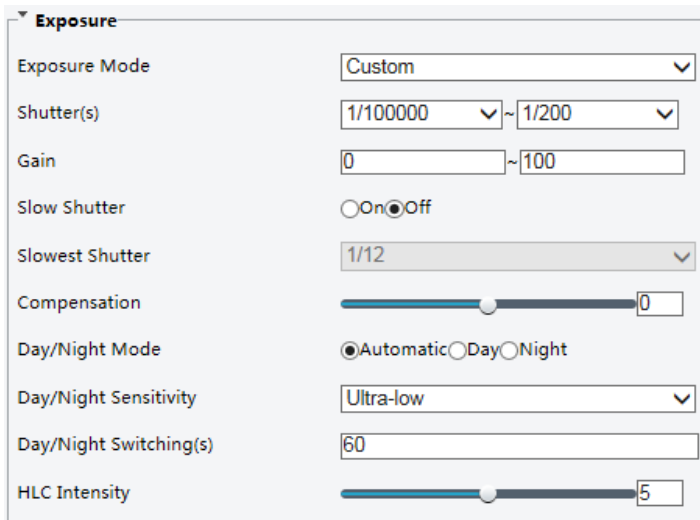 Exposure
Exposure Mode Custom
Shutter(s) 1/100000 ~ 1/200
Gain 0 ~ 100
Slow Shutter On Off
Slowest Shutter 1/12
Compensation 0
Day/Night Mode Automatic Day Night
Day/Night Sensitivity Ultra-low
Day/Night Switching(s) 60
HLC Intensity 5